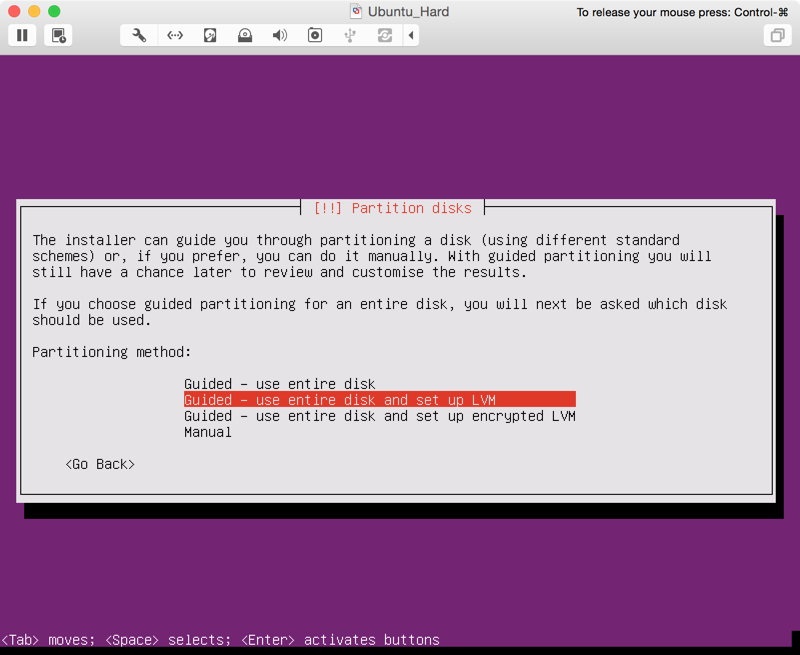 Ubuntu_Hard
To release your mouse press: Control-⌘
[!!] Partition disks
The installer can guide you through partitioning a disk (using different standard
schemes) or, if you prefer, you can do it manually. With guided partitioning you will
still have a chance later to review and customise the results.
If you choose guided partitioning for an entire disk, you will next be asked which disk
should be used.
Partitioning method:
Guided - use entire disk
Guided - use entire disk and set up LVM
Guided - use entire disk and set up encrypted LVM
Manual
<Go Back>
<Tab> moves; <Space> selects; <Enter> activates buttons